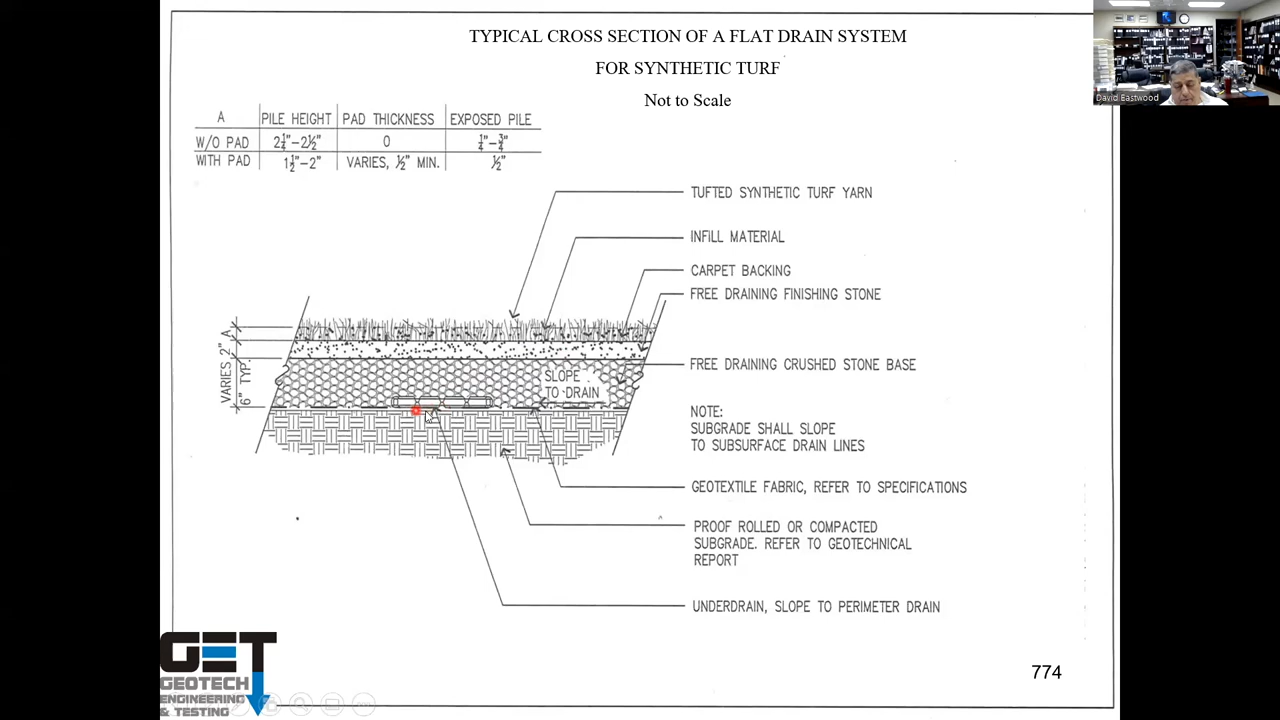 TYPICAL CROSS SECTION OF A FLAT DRAIN SYSTEM
FOR SYNTHETIC TURF
Not to Scale
David Eastwood
A PILE HEIGHT PAD THICKNESS EXPOSED PILE
W/O PAD 2¼"-2½" 0 ¼"-¾"
WITH PAD 1½"-2" VARIES, ½" MIN. ½"
TUFTED SYNTHETIC TURF YARN
INFILL MATERIAL
CARPET BACKING
FREE DRAINING FINISHING STONE
A
VARIES 2"
6" TYP.
FREE DRAINING CRUSHED STONE BASE
SLOPE
TO DRAIN
NOTE:
SUBGRADE SHALL SLOPE
TO SUBSURFACE DRAIN LINES
GEOTEXTILE FABRIC, REFER TO SPECIFICATIONS
PROOF ROLLED OR COMPACTED
SUBGRADE. REFER TO GEOTECHNICAL
REPORT
UNDERDRAIN, SLOPE TO PERIMETER DRAIN
GET
GEOTECH
ENGINEERING
& TESTING
774